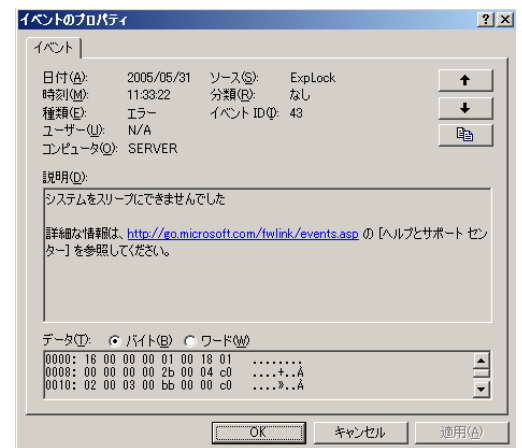 イベントのプロパティ
? ×
イベント
日付(A): 2005/05/31 ソース(S): ExpLock
時刻(M): 11:33:22 分類(R): なし
種類(E): エラー イベント ID(I): 43
ユーザー(U): N/A
コンピュータ(O): SERVER
説明(D):
システムをスリープにできませんでした
詳細な情報は、http://go.microsoft.com/fwlink/events.asp の [ヘルプとサポート セン
ター] を参照してください。
データ(T): バイト(B) ワード(W)
0000: 16 00 00 00 01 00 18 01 ........
0008: 00 00 00 00 2b 00 04 c0 ....+..À
0010: 02 00 03 00 bb 00 00 c0 ....»..À
OK キャンセル 適用(A)